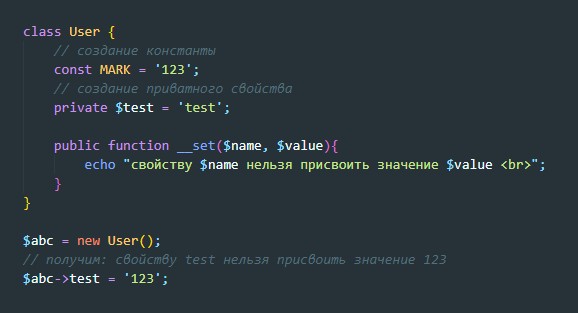 class User {
// создание константы
const MARK = '123';
// создание приватного свойства
private $test = 'test';
public function __set($name, $value){
echo "свойству $name нельзя присвоить значение $value <br>";
}
}
$abc = new User();
// получим: свойству test нельзя присвоить значение 123
$abc->test = '123';